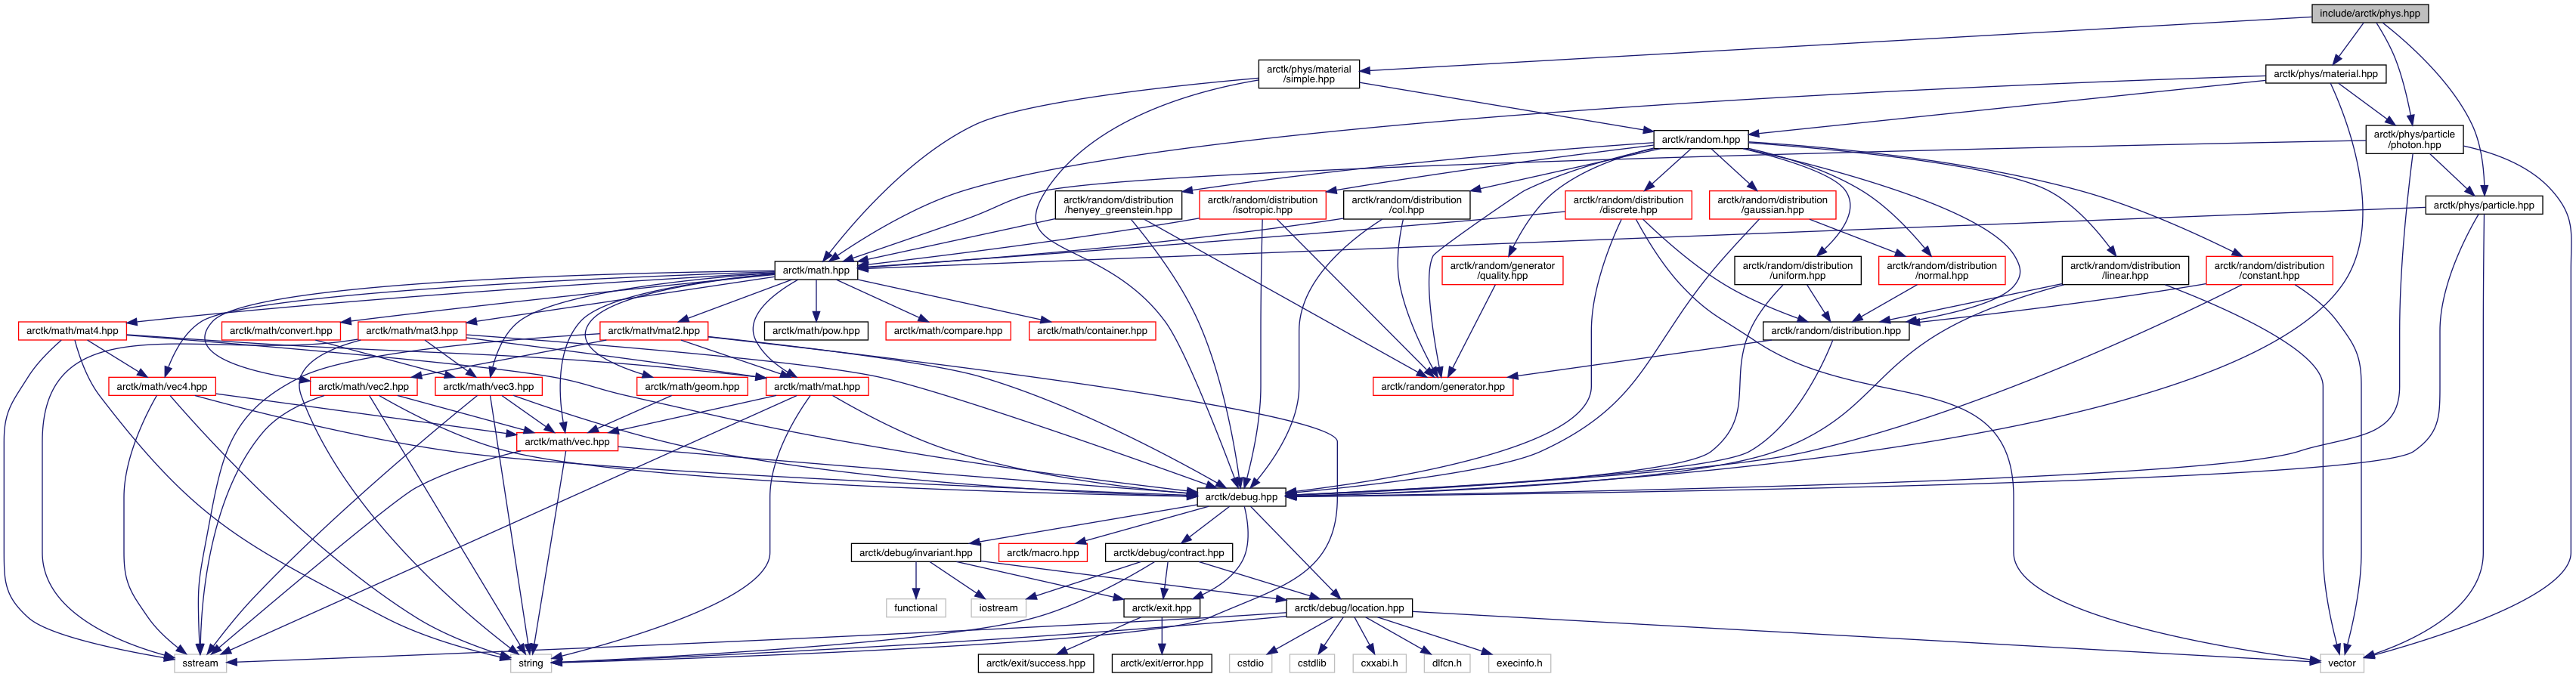 include/arctk/phys.hpp
arctk/phys/material
/simple.hpp
arctk/phys/material.hpp
arctk/random.hpp
arctk/phys/particle
/photon.hpp
arctk/random/distribution
/henyey_greenstein.hpp
arctk/random/distribution
/isotropic.hpp
arctk/random/distribution
/col.hpp
arctk/random/distribution
/discrete.hpp
arctk/random/distribution
/gaussian.hpp
arctk/phys/particle.hpp
arctk/math.hpp
arctk/random/generator
/quality.hpp
arctk/random/distribution
/uniform.hpp
arctk/random/distribution
/normal.hpp
arctk/random/distribution
/linear.hpp
arctk/random/distribution
/constant.hpp
arctk/math/mat4.hpp
arctk/math/convert.hpp
arctk/math/mat3.hpp
arctk/math/mat2.hpp
arctk/math/pow.hpp
arctk/math/compare.hpp
arctk/math/container.hpp
arctk/random/distribution.hpp
arctk/math/vec4.hpp
arctk/math/vec2.hpp
arctk/math/vec3.hpp
arctk/math/geom.hpp
arctk/math/mat.hpp
arctk/random/generator.hpp
arctk/math/vec.hpp
arctk/debug.hpp
arctk/debug/invariant.hpp
arctk/macro.hpp
arctk/debug/contract.hpp
functional
iostream
arctk/exit.hpp
arctk/debug/location.hpp
sstream
string
arctk/exit/success.hpp
arctk/exit/error.hpp
cstdio
cstdlib
cxxabi.h
dlfcn.h
execinfo.h
vector